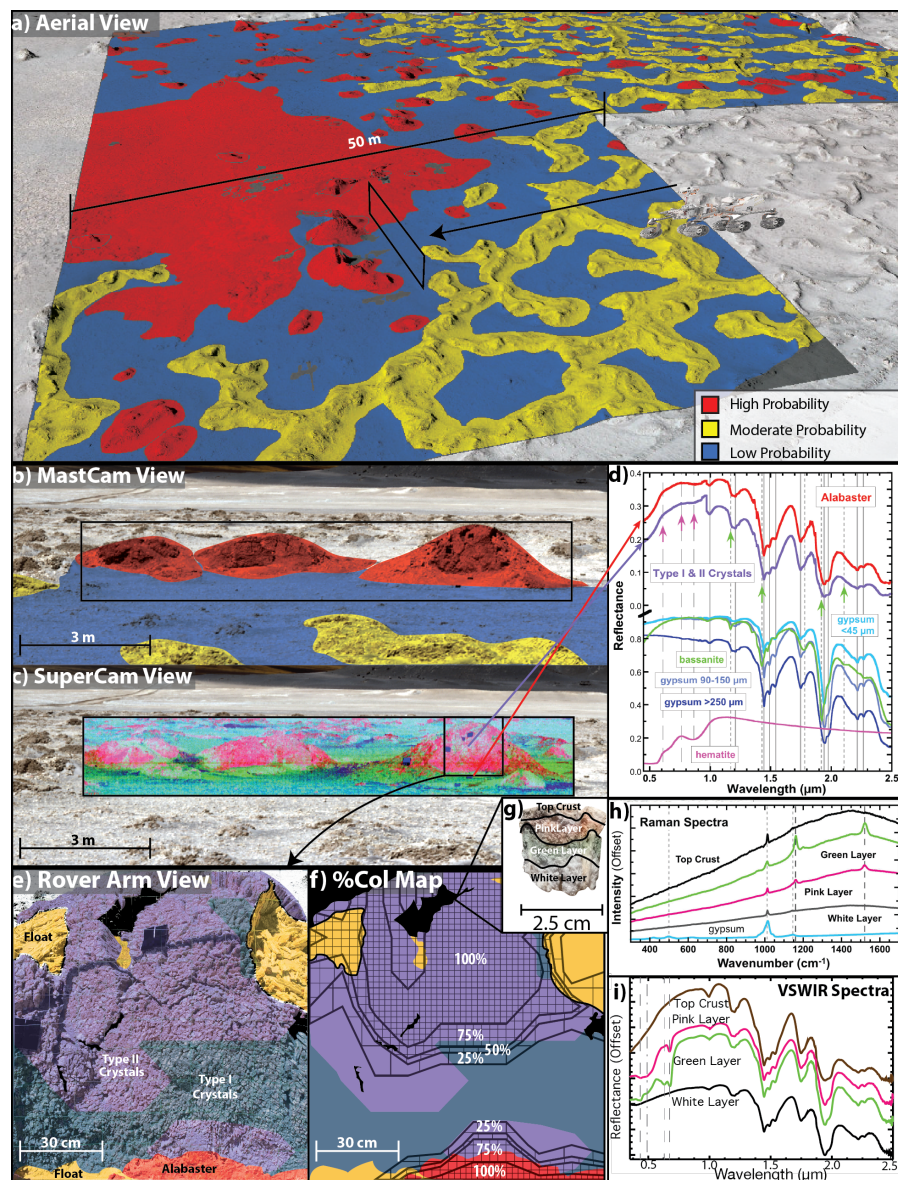 a) Aerial View
50 m
High Probability
Moderate Probability
Low Probability
b) MastCam View
3 m
c) SuperCam View
3 m
d)
0.4
0.3
0.2
0.1
0.0
0.8
0.6
0.4
0.2
0.0
Reflectance
Alabaster
Type I & II Crystals
gypsum
<45 µm
bassanite
gypsum 90-150 µm
gypsum >250 µm
hematite
0.5 1.0 1.5 2.0 2.5
Wavelength (µm)
e) Rover Arm View
Float
Type II
Crystals
Type I
Crystals
30 cm
Float
Alabaster
f) %Col Map
100%
75%
50%
25%
25%
75%
100%
30 cm
g)
Top Crust
PinkLayer
Green Layer
White Layer
2.5 cm
h)
Raman Spectra
Intensity (Offset)
Top Crust
Green Layer
Pink Layer
White Layer
gypsum
400 600 800 1000 1200 1400 1600
Wavenumber (cm⁻¹)
i)
VSWIR Spectra
Reflectance (Offset)
Top Crust
Pink Layer
Green Layer
White Layer
0.5 1.0 1.5 2.0 2.5
Wavelength (µm)